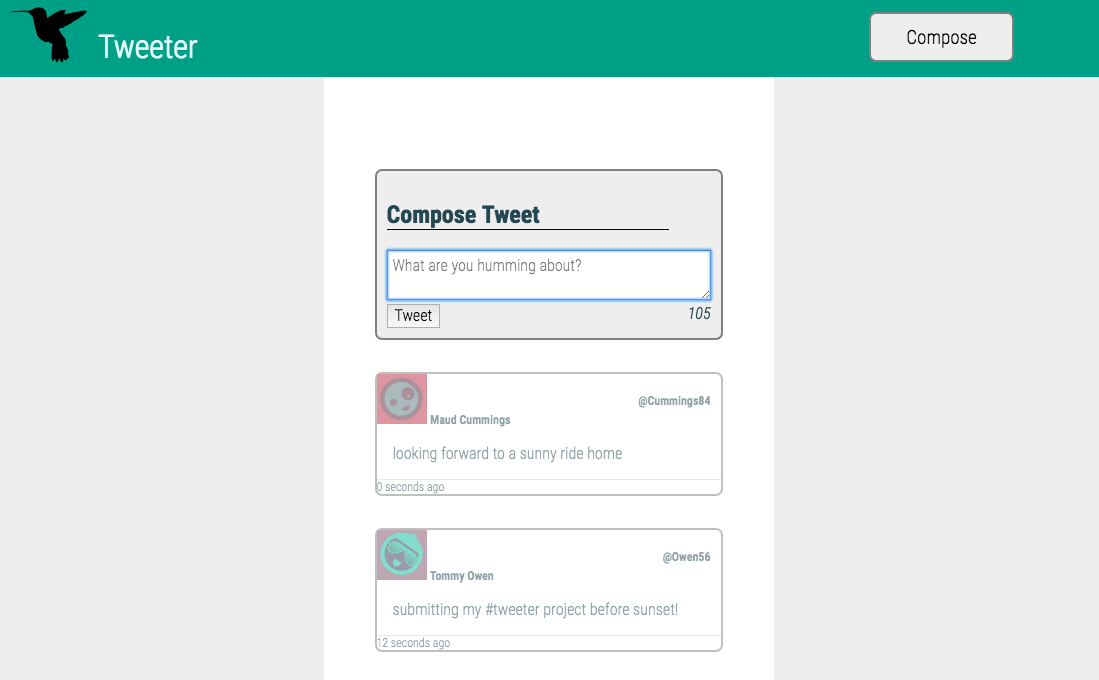 Tweeter
Compose
Compose Tweet
What are you humming about?
Tweet
105
@Cummings84
Maud Cummings
looking forward to a sunny ride home
0 seconds ago
@Owen56
Tommy Owen
submitting my #tweeter project before sunset!
12 seconds ago